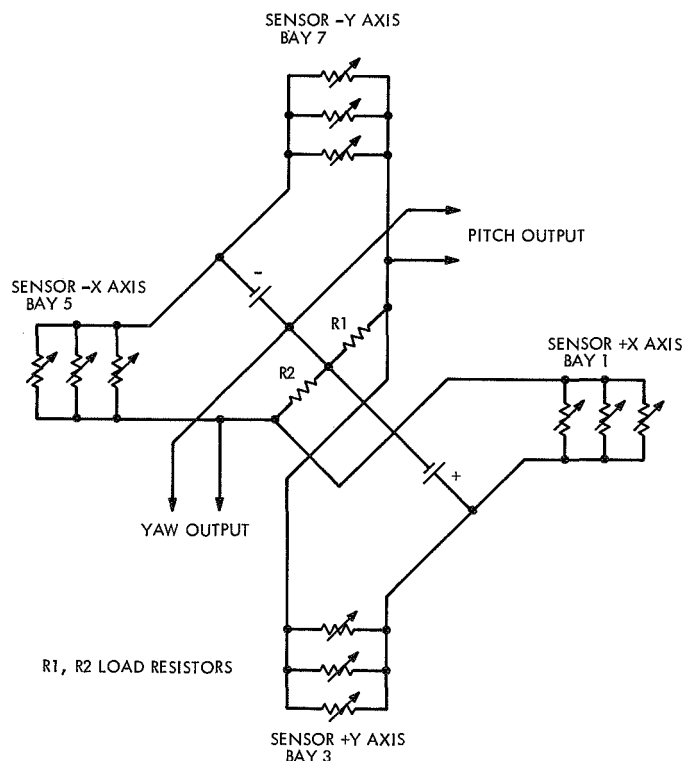 SENSOR -Y AXIS
BAY 7
PITCH OUTPUT
-
SENSOR -X AXIS
BAY 5
R1
R2
SENSOR +X AXIS
BAY 1
+
YAW OUTPUT
R1, R2 LOAD RESISTORS
SENSOR +Y AXIS
BAY 3